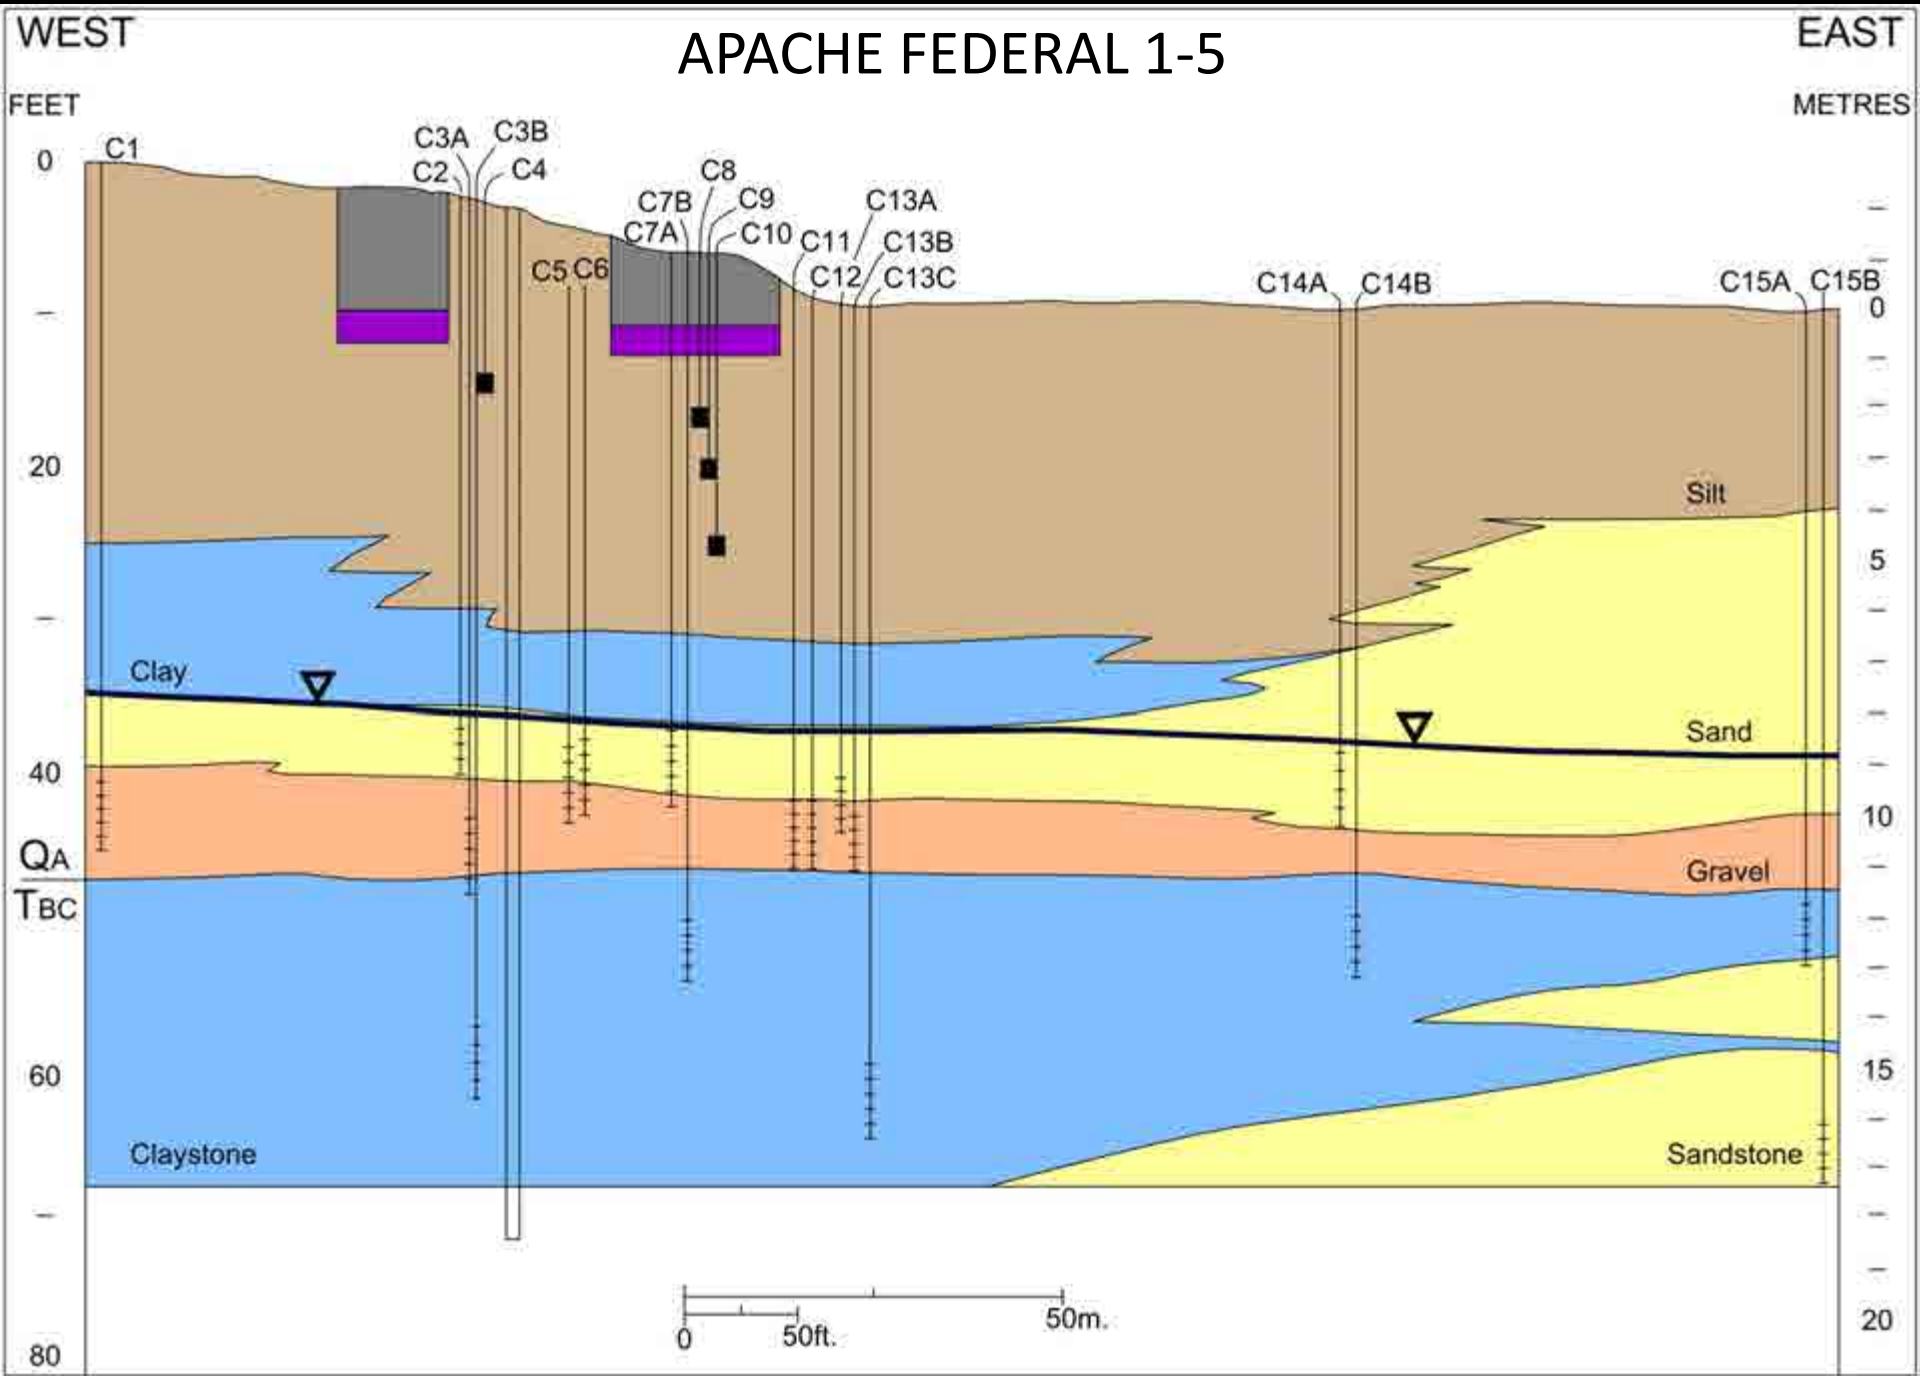 WEST
APACHE FEDERAL 1-5
EAST
FEET
METRES
C1
C3A
C3B
C2
C4
C8
C7B
C9
C13A
C7A
C10
C11
C13B
C5
C6
C12
C13C
C14A
C14B
C15A
C15B
0
0
20
Silt
5
Clay
Sand
40
10
QA
Gravel
TBC
60
15
Claystone
Sandstone
0
50ft.
50m.
20
80